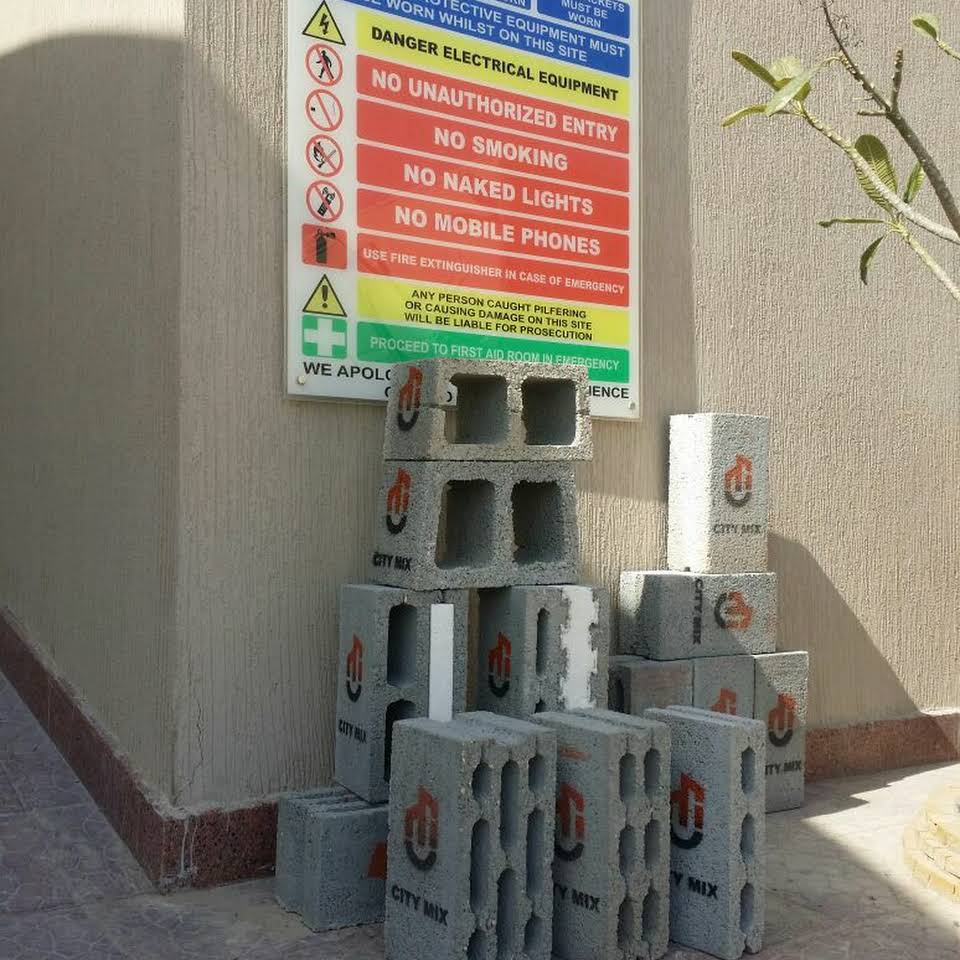 JACKETS
MUST BE
WORN
PROTECTIVE EQUIPMENT MUST
BE WORN WHILST ON THIS SITE
DANGER ELECTRICAL EQUIPMENT
NO UNAUTHORIZED ENTRY
NO SMOKING
NO NAKED LIGHTS
NO MOBILE PHONES
USE FIRE EXTINGUISHER IN CASE OF EMERGENCY
ANY PERSON CAUGHT PILFERING
OR CAUSING DAMAGE ON THIS SITE
WILL BE LIABLE FOR PROSECUTION
PROCEED TO FIRST AID ROOM IN EMERGENCY
WE APOLO
IENCE
CITY MIX
CITY MIX
CITY MIX
CITY MIX
CITY MIX
CITY MIX
TY MIX
Y MIX